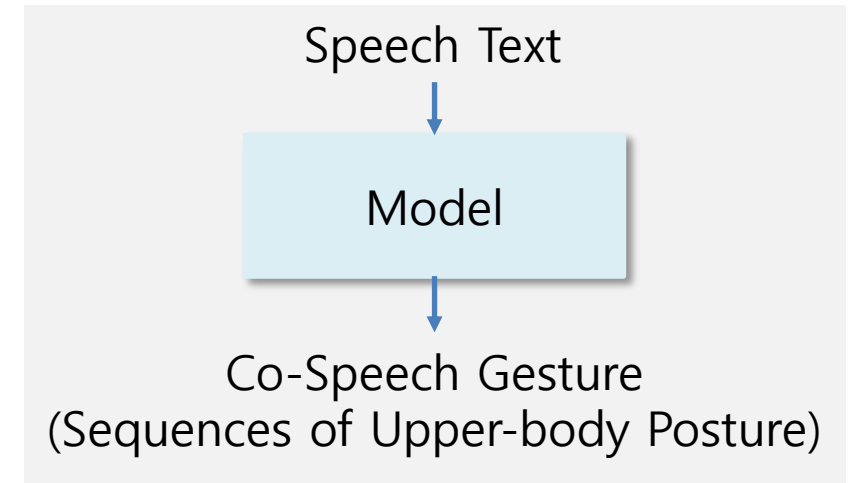 Speech Text
Model
Co-Speech Gesture
(Sequences of Upper-body Posture)